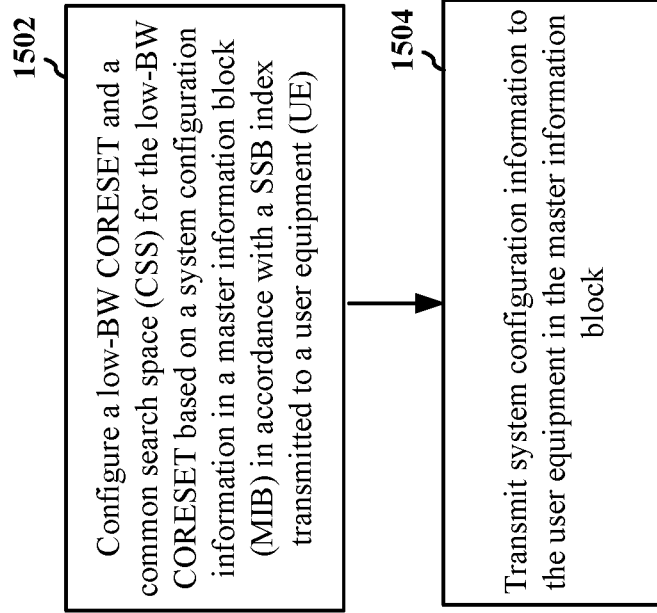 1502
Configure a low-BW CORESET and a
common search space (CSS) for the low-BW
CORESET based on a system configuration
information in a master information block
(MIB) in accordance with a SSB index
transmitted to a user equipment (UE)
1504
Transmit system configuration information to
the user equipment in the master information
block